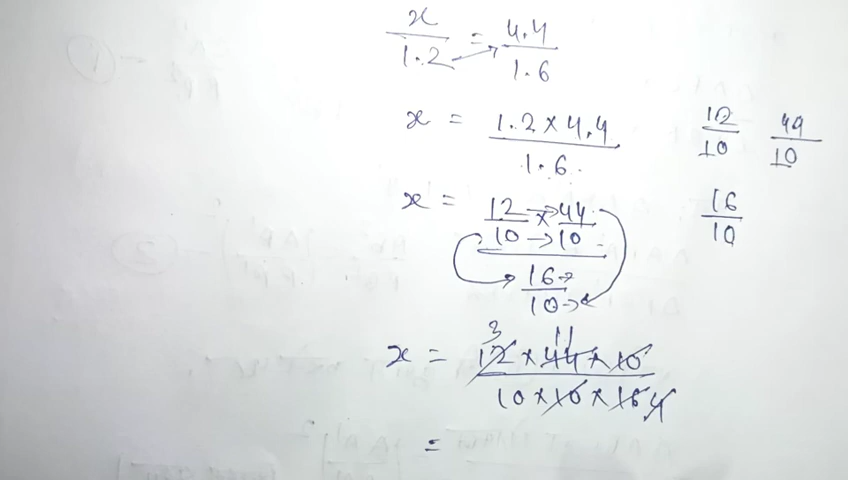 x/1.2 = 4.4/1.6
x = 1.2 × 4.4/1.6
12/10 44/10
x = 12/10 × 44/10 / 16/10
16/10
x = 12 × 44 × 10 / 10 × 10 × 16
3 11 4
=